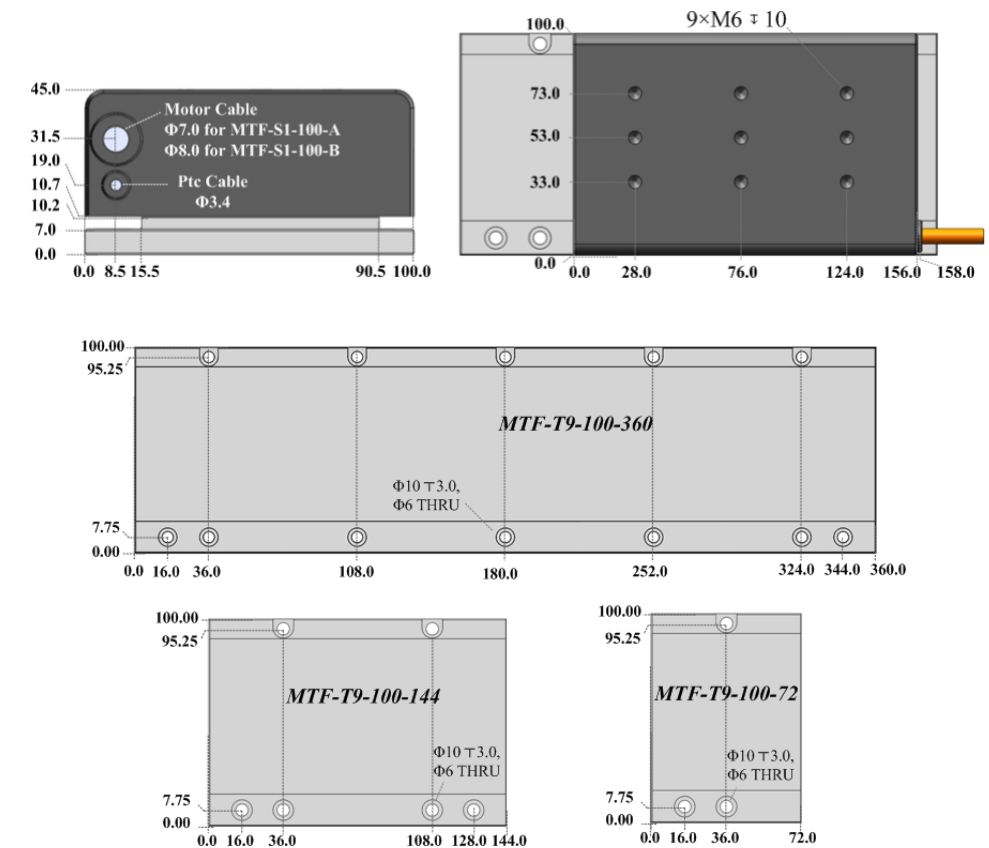 45.0
31.5
19.0
10.7
10.2
7.0
0.0
0.0 8.5 15.5 90.5 100.0
Motor Cable
Φ7.0 for MTF-S1-100-A
Φ8.0 for MTF-S1-100-B
Ptc Cable
Φ3.4
9×M6 ↧ 10
100.0
73.0
53.0
33.0
0.0
0.0 28.0 76.0 124.0 156.0 158.0
100.00
95.25
MTF-T9-100-360
Φ10 ⊤3.0,
Φ6 THRU
7.75
0.00
0.0 16.0 36.0 108.0 180.0 252.0 324.0 344.0 360.0
100.00
95.25
MTF-T9-100-144
Φ10 ⊤3.0,
Φ6 THRU
7.75
0.00
0.0 16.0 36.0 108.0 128.0 144.0
100.00
95.25
MTF-T9-100-72
Φ10 ⊤3.0,
Φ6 THRU
7.75
0.00
0.0 16.0 36.0 72.0